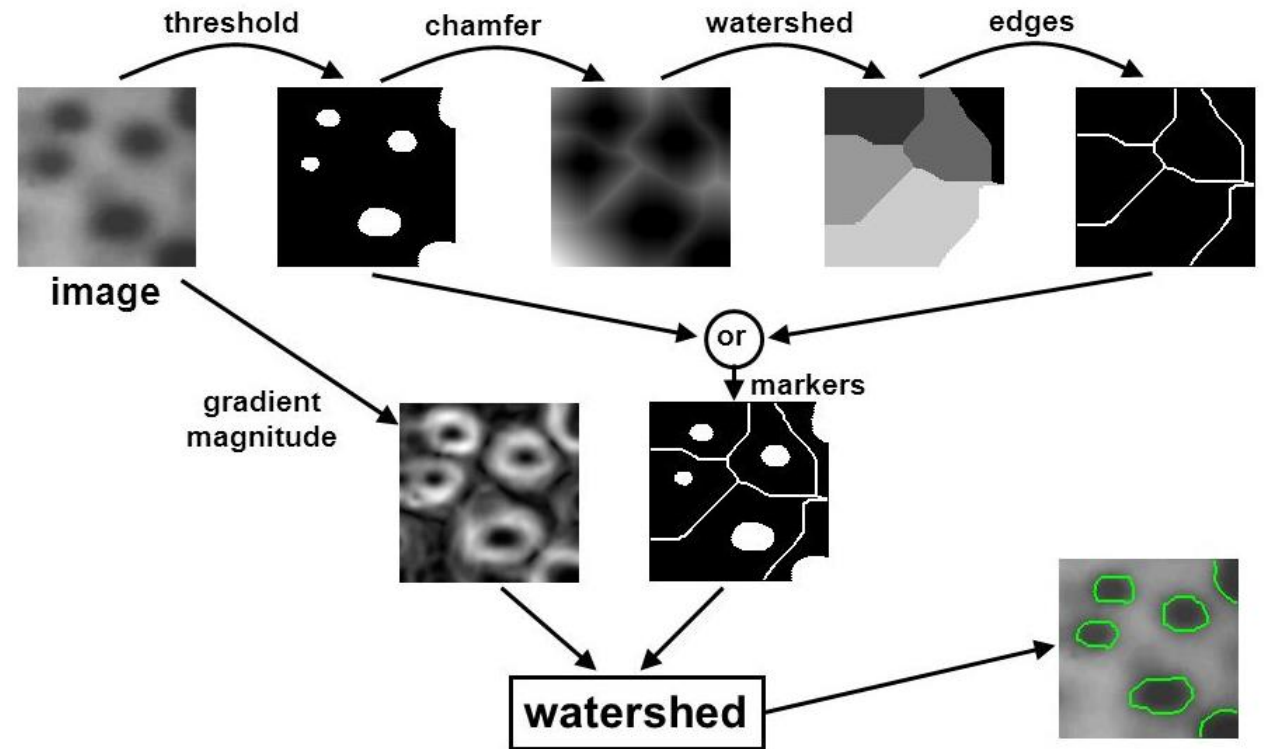 threshold
chamfer
watershed
edges
image
or
markers
gradient
magnitude
watershed